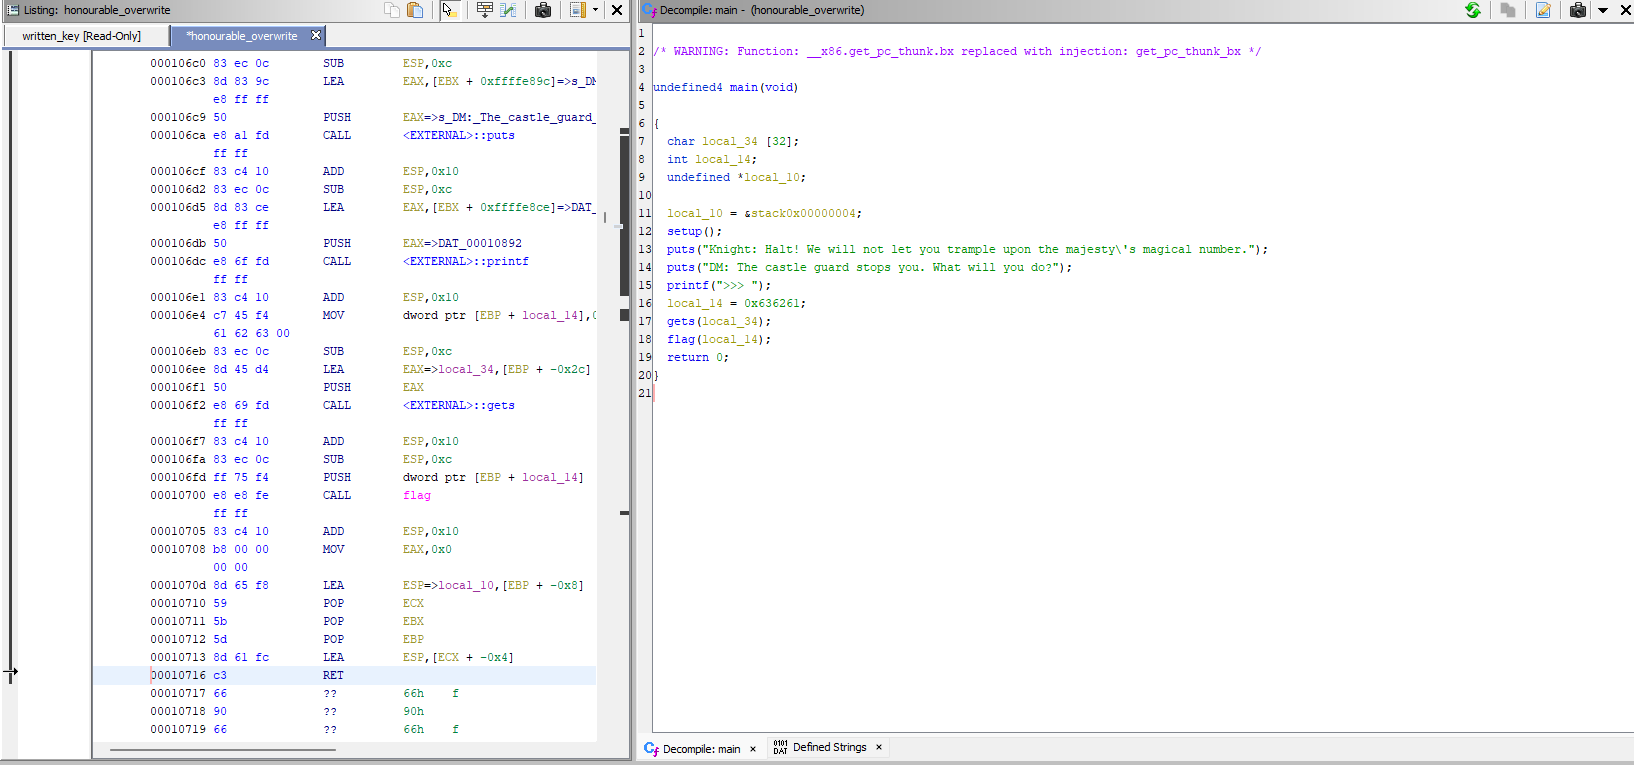 Listing: honourable_overwrite
written_key [Read-Only]
*honourable_overwrite
000106c0 83 ec 0c SUB ESP,0xc
000106c3 8d 83 9c LEA EAX,[EBX + 0xffffe89c]=>s_DM
e8 ff ff
000106c9 50 PUSH EAX=>s_DM:_The_castle_guard_
000106ca e8 a1 fd CALL <EXTERNAL>::puts
ff ff
000106cf 83 c4 10 ADD ESP,0x10
000106d2 83 ec 0c SUB ESP,0xc
000106d5 8d 83 ce LEA EAX,[EBX + 0xffffe8ce]=>DAT_
e8 ff ff
000106db 50 PUSH EAX=>DAT_00010892
000106dc e8 6f fd CALL <EXTERNAL>::printf
ff ff
000106e1 83 c4 10 ADD ESP,0x10
000106e4 c7 45 f4 MOV dword ptr [EBP + local_14],
61 62 63 00
000106eb 83 ec 0c SUB ESP,0xc
000106ee 8d 45 d4 LEA EAX=>local_34,[EBP + -0x2c]
000106f1 50 PUSH EAX
000106f2 e8 69 fd CALL <EXTERNAL>::gets
ff ff
000106f7 83 c4 10 ADD ESP,0x10
000106fa 83 ec 0c SUB ESP,0xc
000106fd ff 75 f4 PUSH dword ptr [EBP + local_14]
00010700 e8 e8 fe CALL flag
ff ff
00010705 83 c4 10 ADD ESP,0x10
00010708 b8 00 00 MOV EAX,0x0
00 00
0001070d 8d 65 f8 LEA ESP=>local_10,[EBP + -0x8]
00010710 59 POP ECX
00010711 5b POP EBX
00010712 5d POP EBP
00010713 8d 61 fc LEA ESP,[ECX + -0x4]
00010716 c3 RET
00010717 66 ?? 66h f
00010718 90 ?? 90h
00010719 66 ?? 66h f
Decompile: main - (honourable_overwrite)
1
2 /* WARNING: Function: __x86.get_pc_thunk.bx replaced with injection: get_pc_thunk_bx */
3
4 undefined4 main(void)
5
6 {
7 char local_34 [32];
8 int local_14;
9 undefined *local_10;
10
11 local_10 = &stack0x00000004;
12 setup();
13 puts("Knight: Halt! We will not let you trample upon the majesty\'s magical number.");
14 puts("DM: The castle guard stops you. What will you do?");
15 printf(">>> ");
16 local_14 = 0x636261;
17 gets(local_34);
18 flag(local_14);
19 return 0;
20 }
21
Decompile: main
0101 DAT Defined Strings